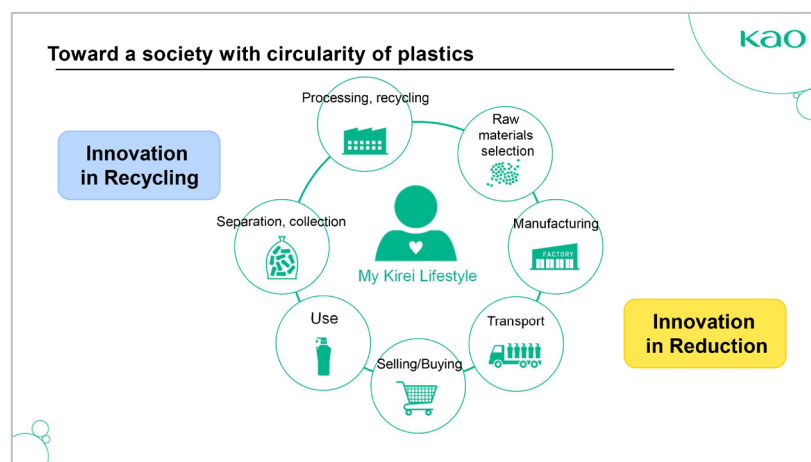 Toward a society with circularity of plastics
Kao
Processing, recycling
Raw
materials
selection
Innovation
in Recycling
Separation, collection
Manufacturing
FACTORY
My Kirei Lifestyle
Use
Transport
Innovation
in Reduction
Selling/Buying